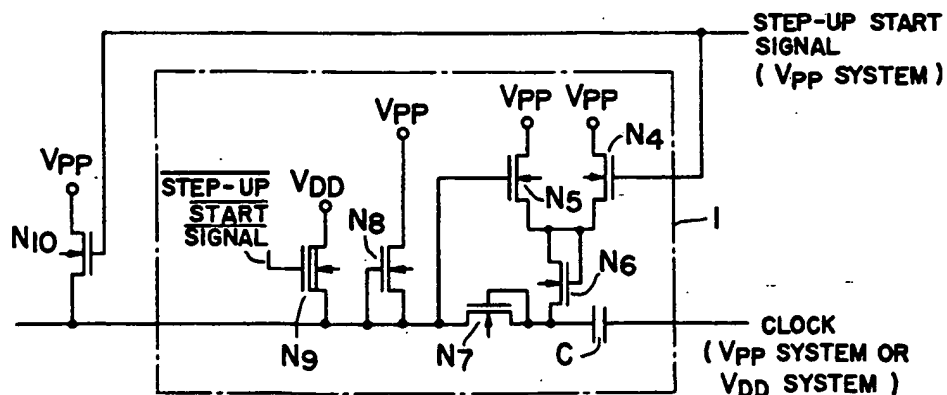 STEP-UP START
SIGNAL
( VPP SYSTEM )
VPP
VPP
VPP
N4
VPP
STEP-UP
START
SIGNAL
VDD
N8
N5
1
N10
N6
N9
N7
C
CLOCK
( VPP SYSTEM OR
VDD SYSTEM )